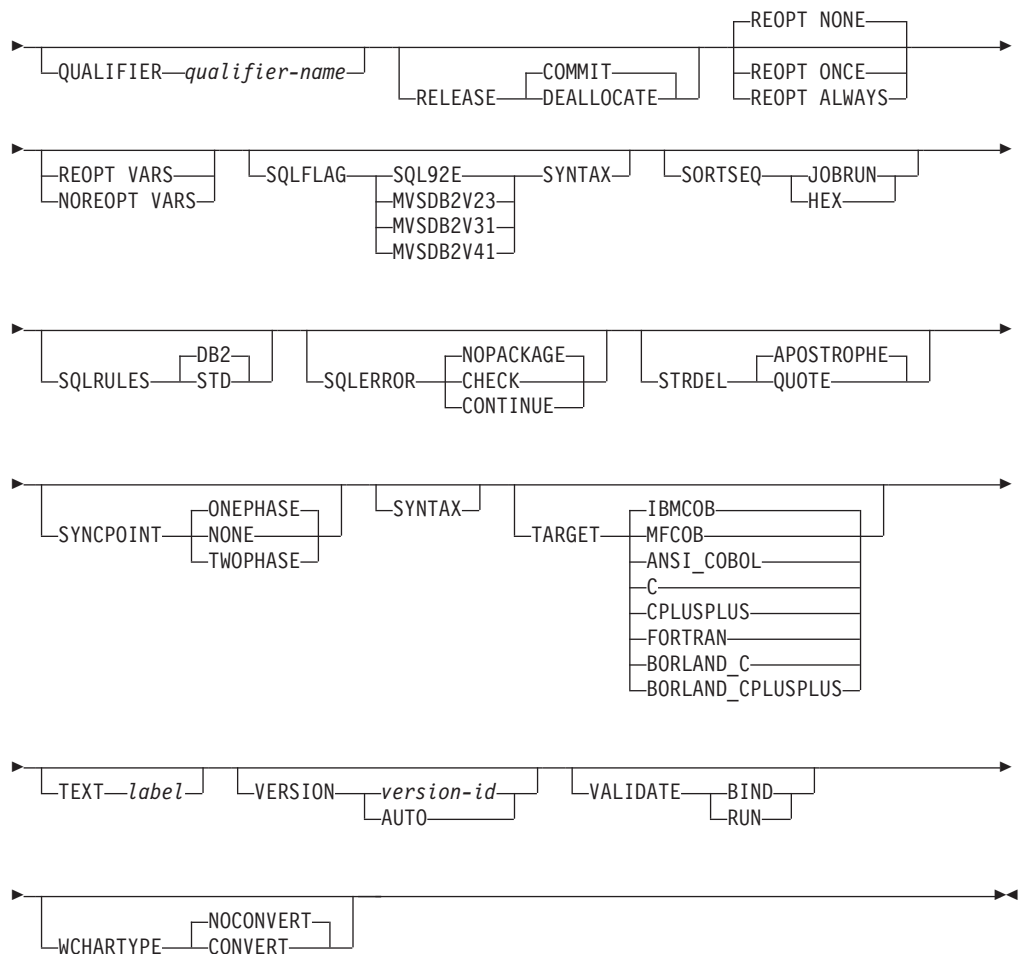 REOPT NONE
QUALIFIER qualifier-name COMMIT REOPT ONCE
RELEASE DEALLOCATE REOPT ALWAYS
REOPT VARS SQLFLAG SQL92E SYNTAX SORTSEQ JOBRUN
NOREOPT VARS MVSDB2V23 HEX
MVSDB2V31
MVSDB2V41
DB2 NOPACKAGE APOSTROPHE
SQLRULES STD SQLERROR CHECK STRDEL QUOTE
CONTINUE
ONEPHASE SYNTAX IBMCOB
SYNCPOINT NONE TARGET MFCOB
TWOPHASE ANSI_COBOL
C
CPLUSPLUS
FORTRAN
BORLAND_C
BORLAND_CPLUSPLUS
TEXT label VERSION version-id VALIDATE BIND
AUTO RUN
NOCONVERT
WCHARTYPE CONVERT